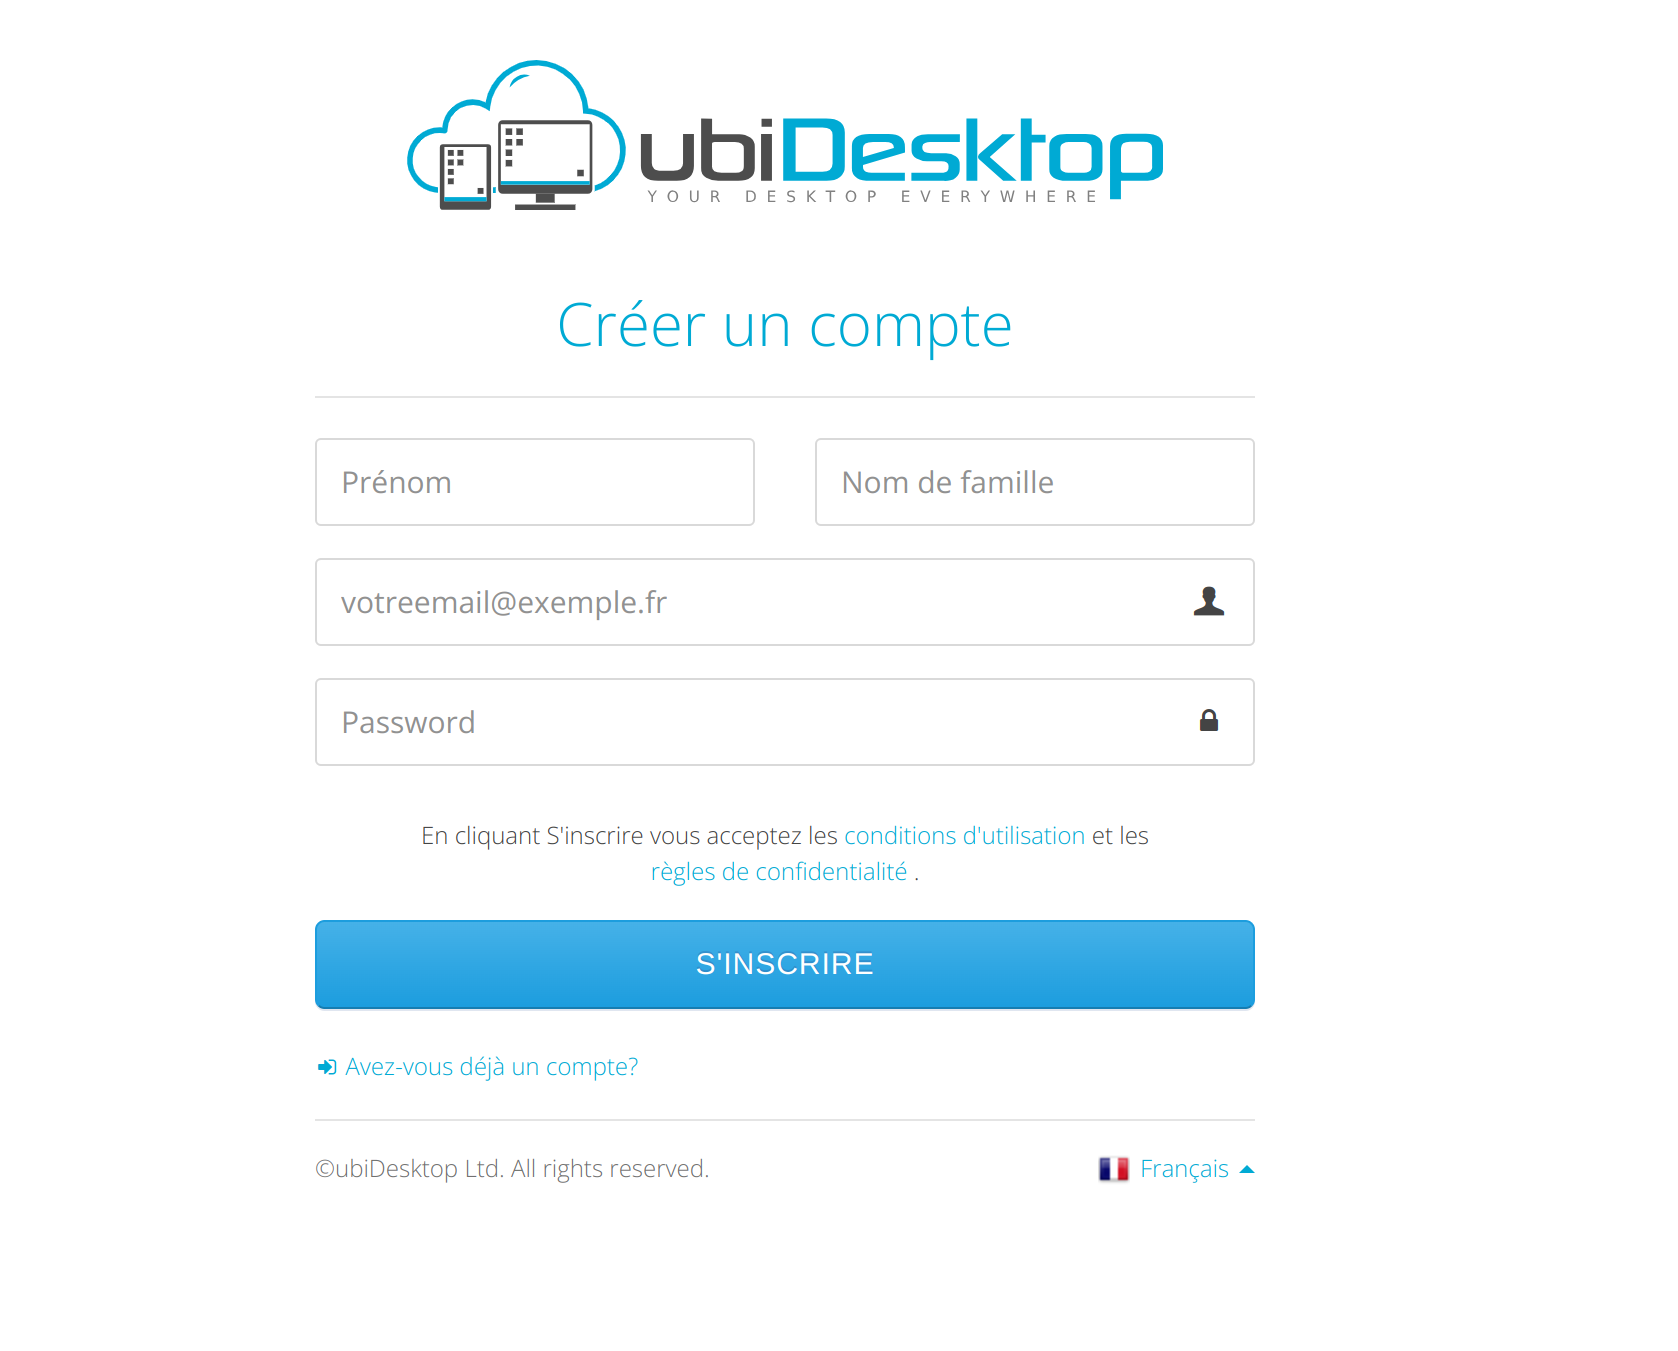 ubiDesktop
YOUR DESKTOP EVERYWHERE
Créer un compte
Prénom
Nom de famille
votreemail@exemple.fr
Password
En cliquant S'inscrire vous acceptez les conditions d'utilisation et les
règles de confidentialité .
S'INSCRIRE
Avez-vous déjà un compte?
©ubiDesktop Ltd. All rights reserved.
Français